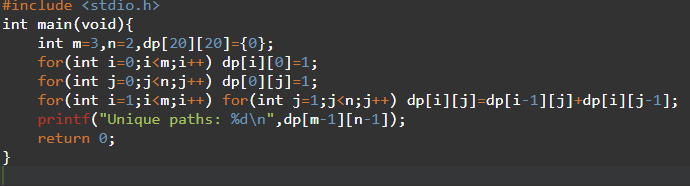 #include <stdio.h>
int main(void){
    int m=3,n=2,dp[20][20]={0};
    for(int i=0;i<m;i++) dp[i][0]=1;
    for(int j=0;j<n;j++) dp[0][j]=1;
    for(int i=1;i<m;i++) for(int j=1;j<n;j++) dp[i][j]=dp[i-1][j]+dp[i][j-1];
    printf("Unique paths: %d\n",dp[m-1][n-1]);
    return 0;
}